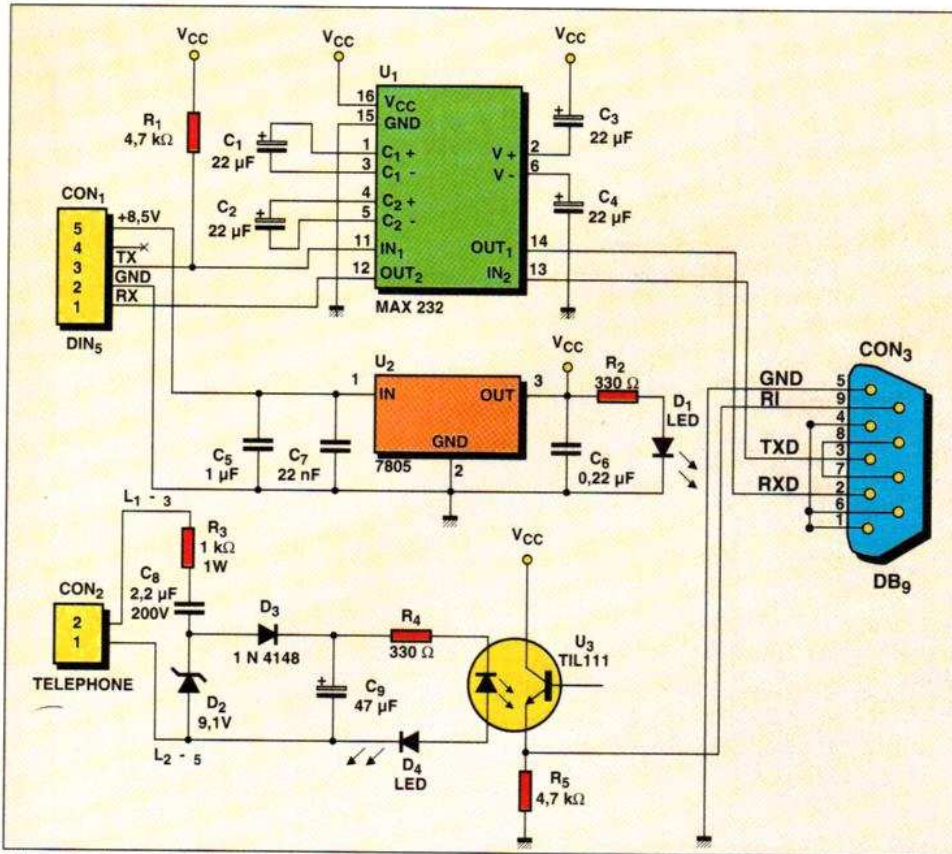 VCC
VCC
VCC
U1
16
VCC
15
GND
R1
4,7 kΩ
C1
22 µF
1
C1 +
3
C1 -
C2
22 µF
4
C2 +
5
C2 -
11
IN1
12
OUT2
V +
2
V -
6
OUT1
14
IN2
13
MAX 232
C3
22 µF
C4
22 µF
CON1
5
4
3
2
1
+8,5V
TX
GND
RX
DIN5
U2
1
IN
OUT
3
GND
2
7805
VCC
R2
330 Ω
D1
LED
C5
1 µF
C7
22 nF
C6
0,22 µF
CON3
GND
5
RI
9
4
8
TXD
3
7
RXD
2
6
1
DB9
L1 - 3
R3
1 kΩ
1W
C8
2,2 µF
200V
CON2
2
1
TELEPHONE
D3
1 N 4148
R4
330 Ω
D2
9,1V
C9
47 µF
L2 - 5
D4
LED
VCC
U3
TIL111
R5
4,7 kΩ